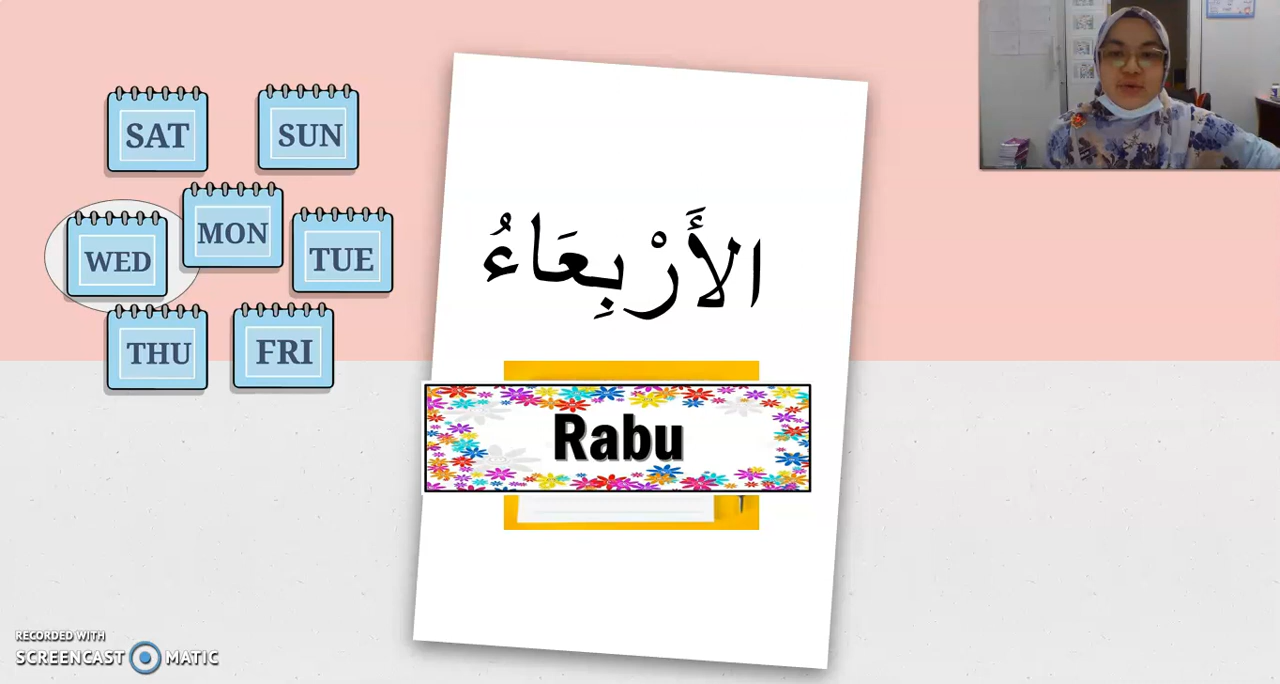 SAT
SUN
MON
WED
TUE
THU
FRI
الأَرْبِعَاءُ
Rabu
RECORDED WITH
SCREENCAST MATIC